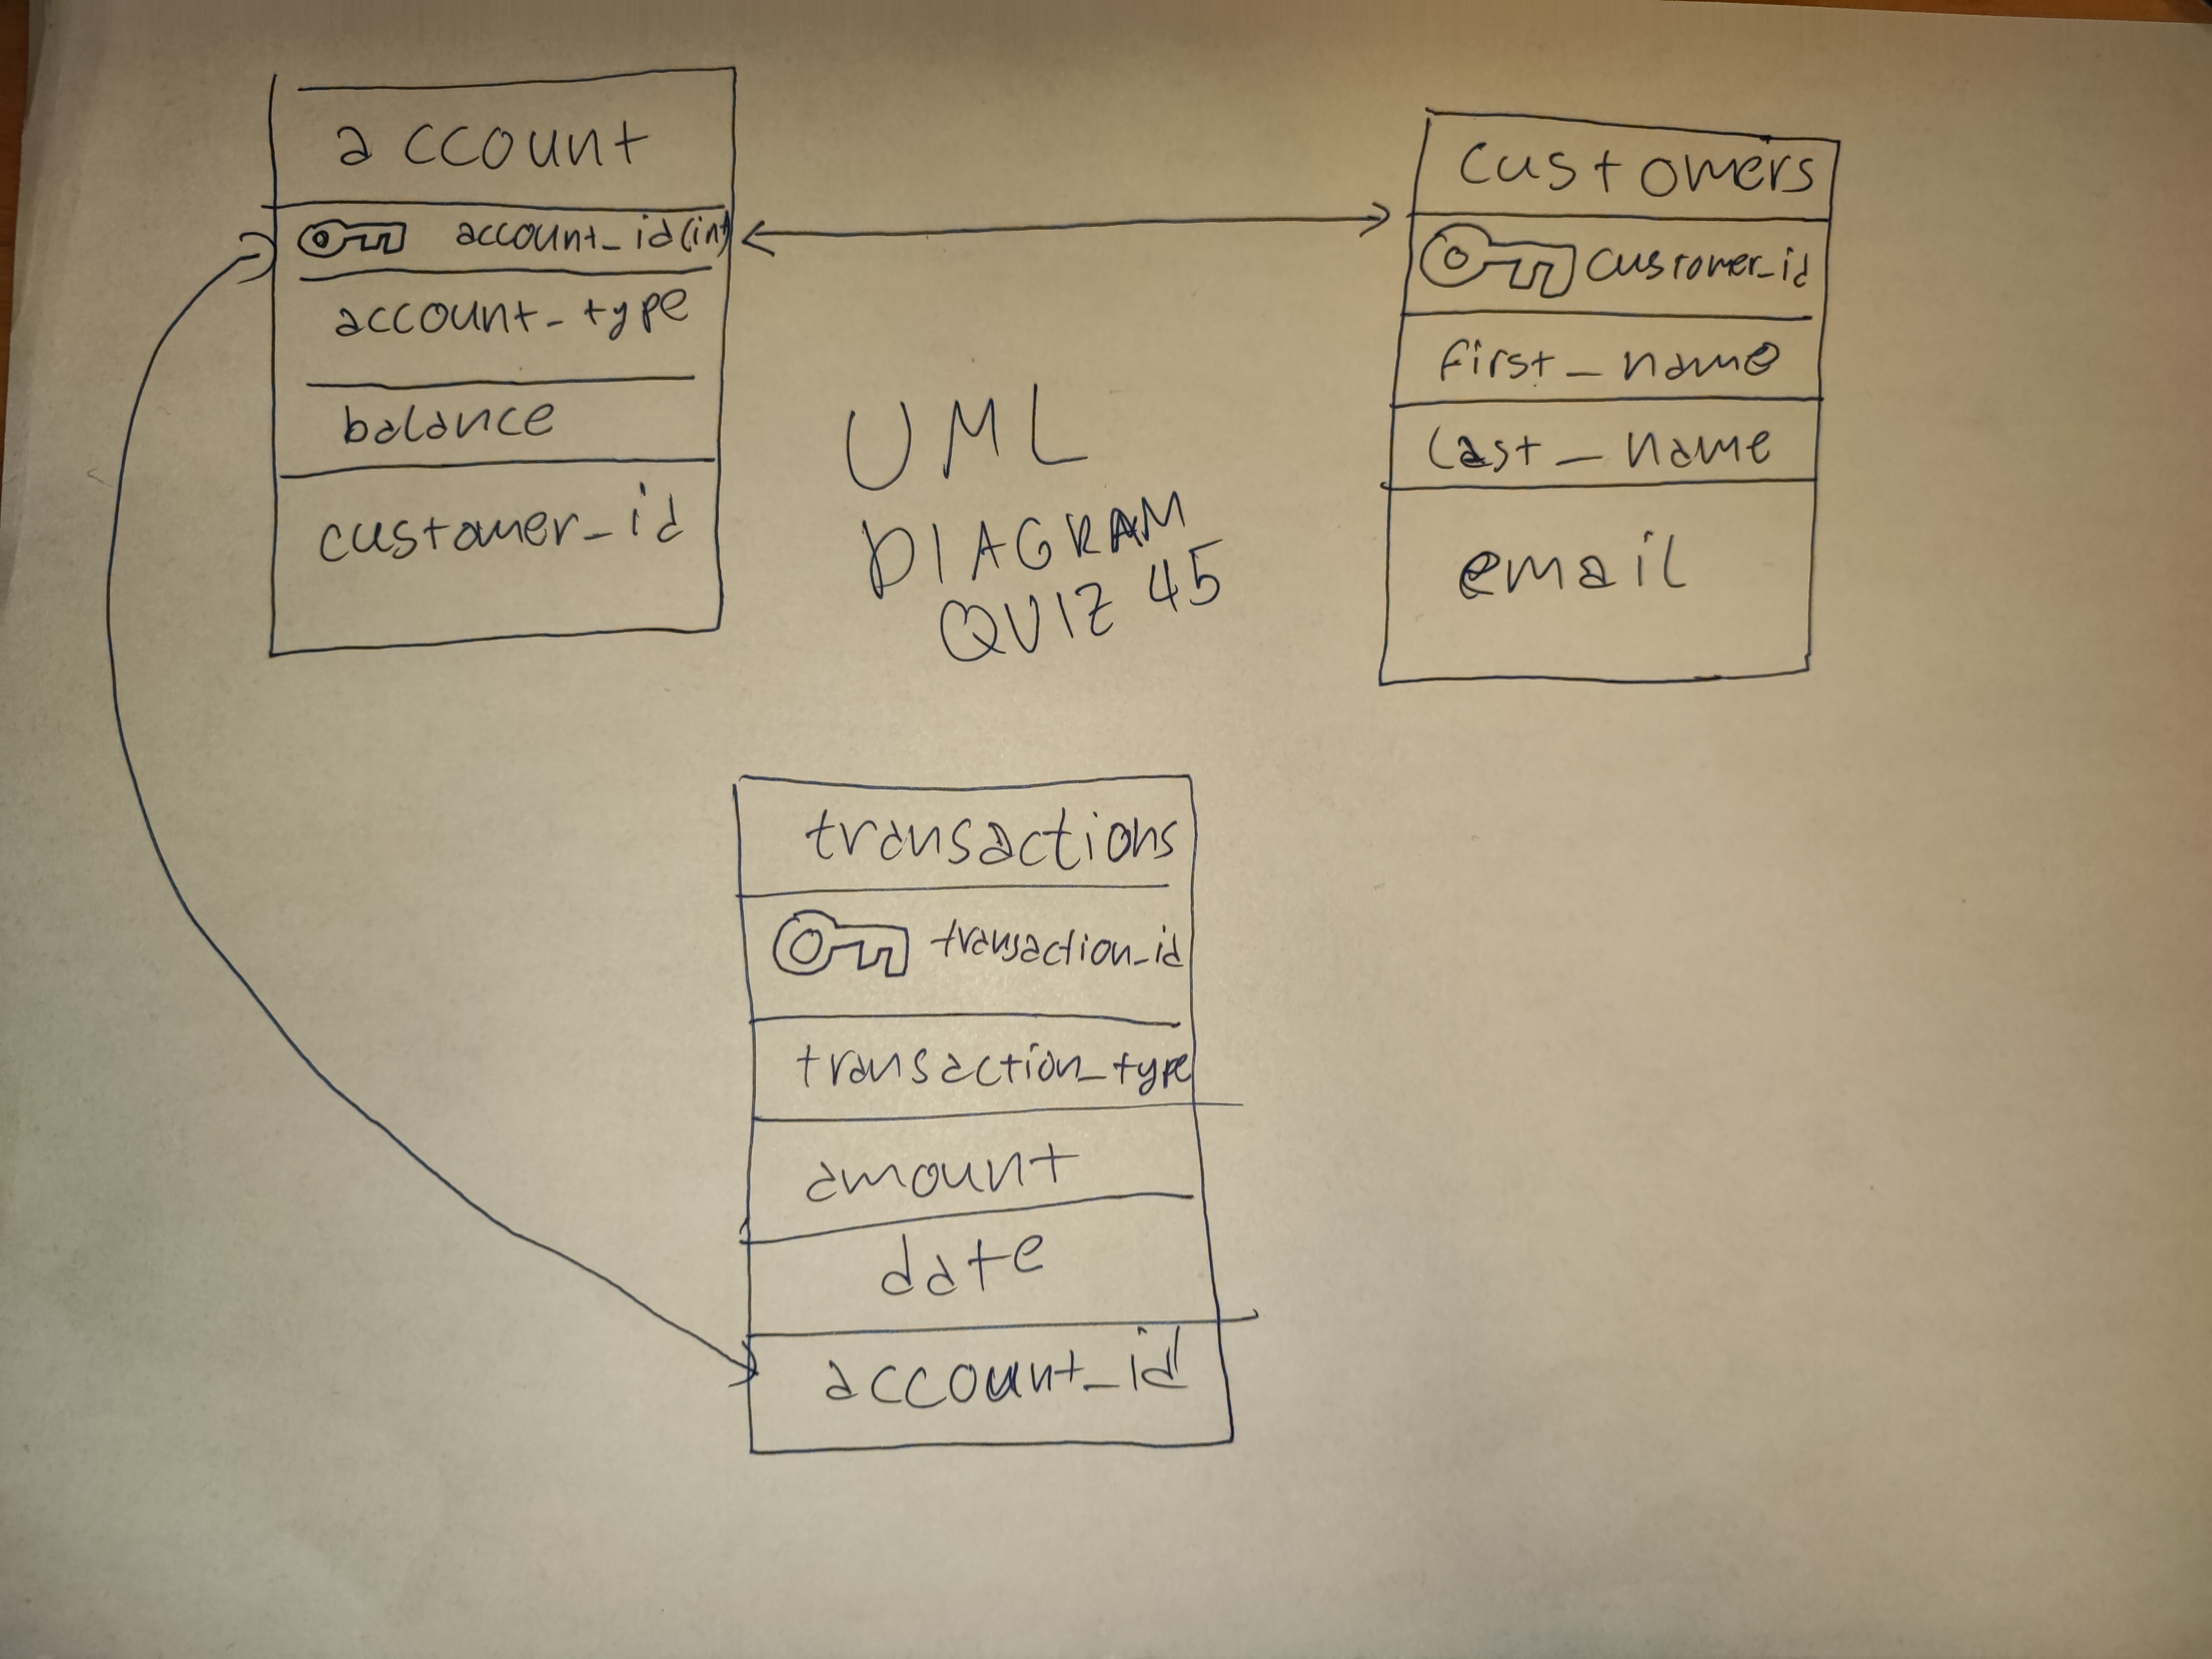 account
account_id(int)
account_type
balance
customer_id
customers
customer_id
first_name
last_name
email
UML
DIAGRAM
QUIZ 45
transactions
transaction_id
transaction_type
amount
date
account_id